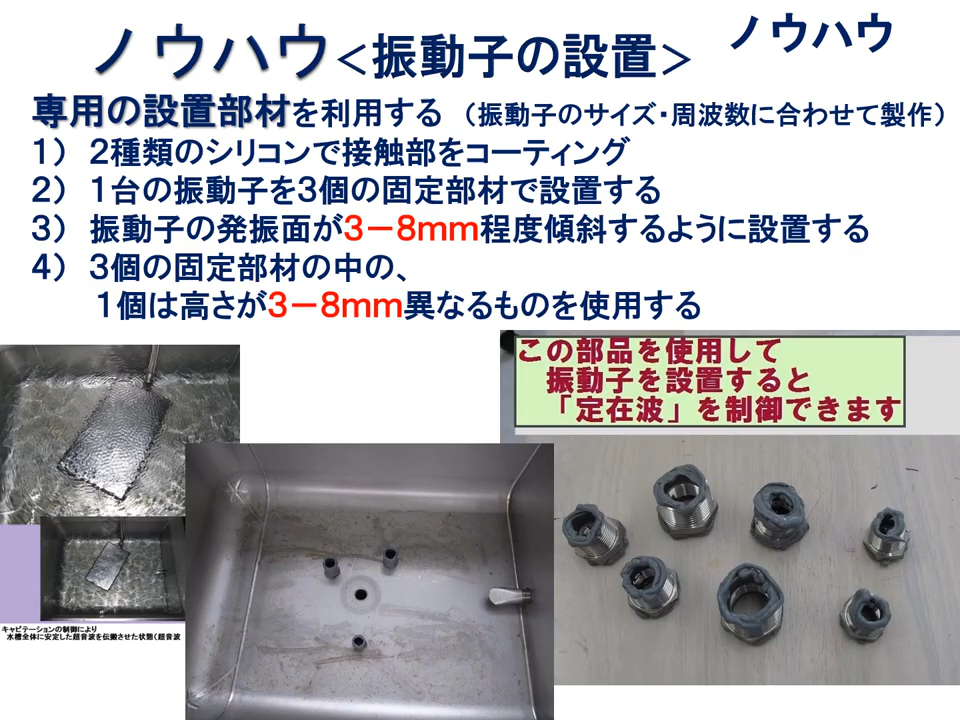 ノウハウ<振動子の設置>
ノウハウ
専用の設置部材を利用する （振動子のサイズ・周波数に合わせて製作）
１） ２種類のシリコンで接触部をコーティング
２） １台の振動子を３個の固定部材で設置する
３） 振動子の発振面が３－８ｍｍ程度傾斜するように設置する
４） ３個の固定部材の中の、
１個は高さが３－８ｍｍ異なるものを使用する
この部品を使用して
振動子を設置すると
「定在波」を制御できます
キャビテーションの制御により
水槽全体に安定した超音波を伝搬させた状態（超音波